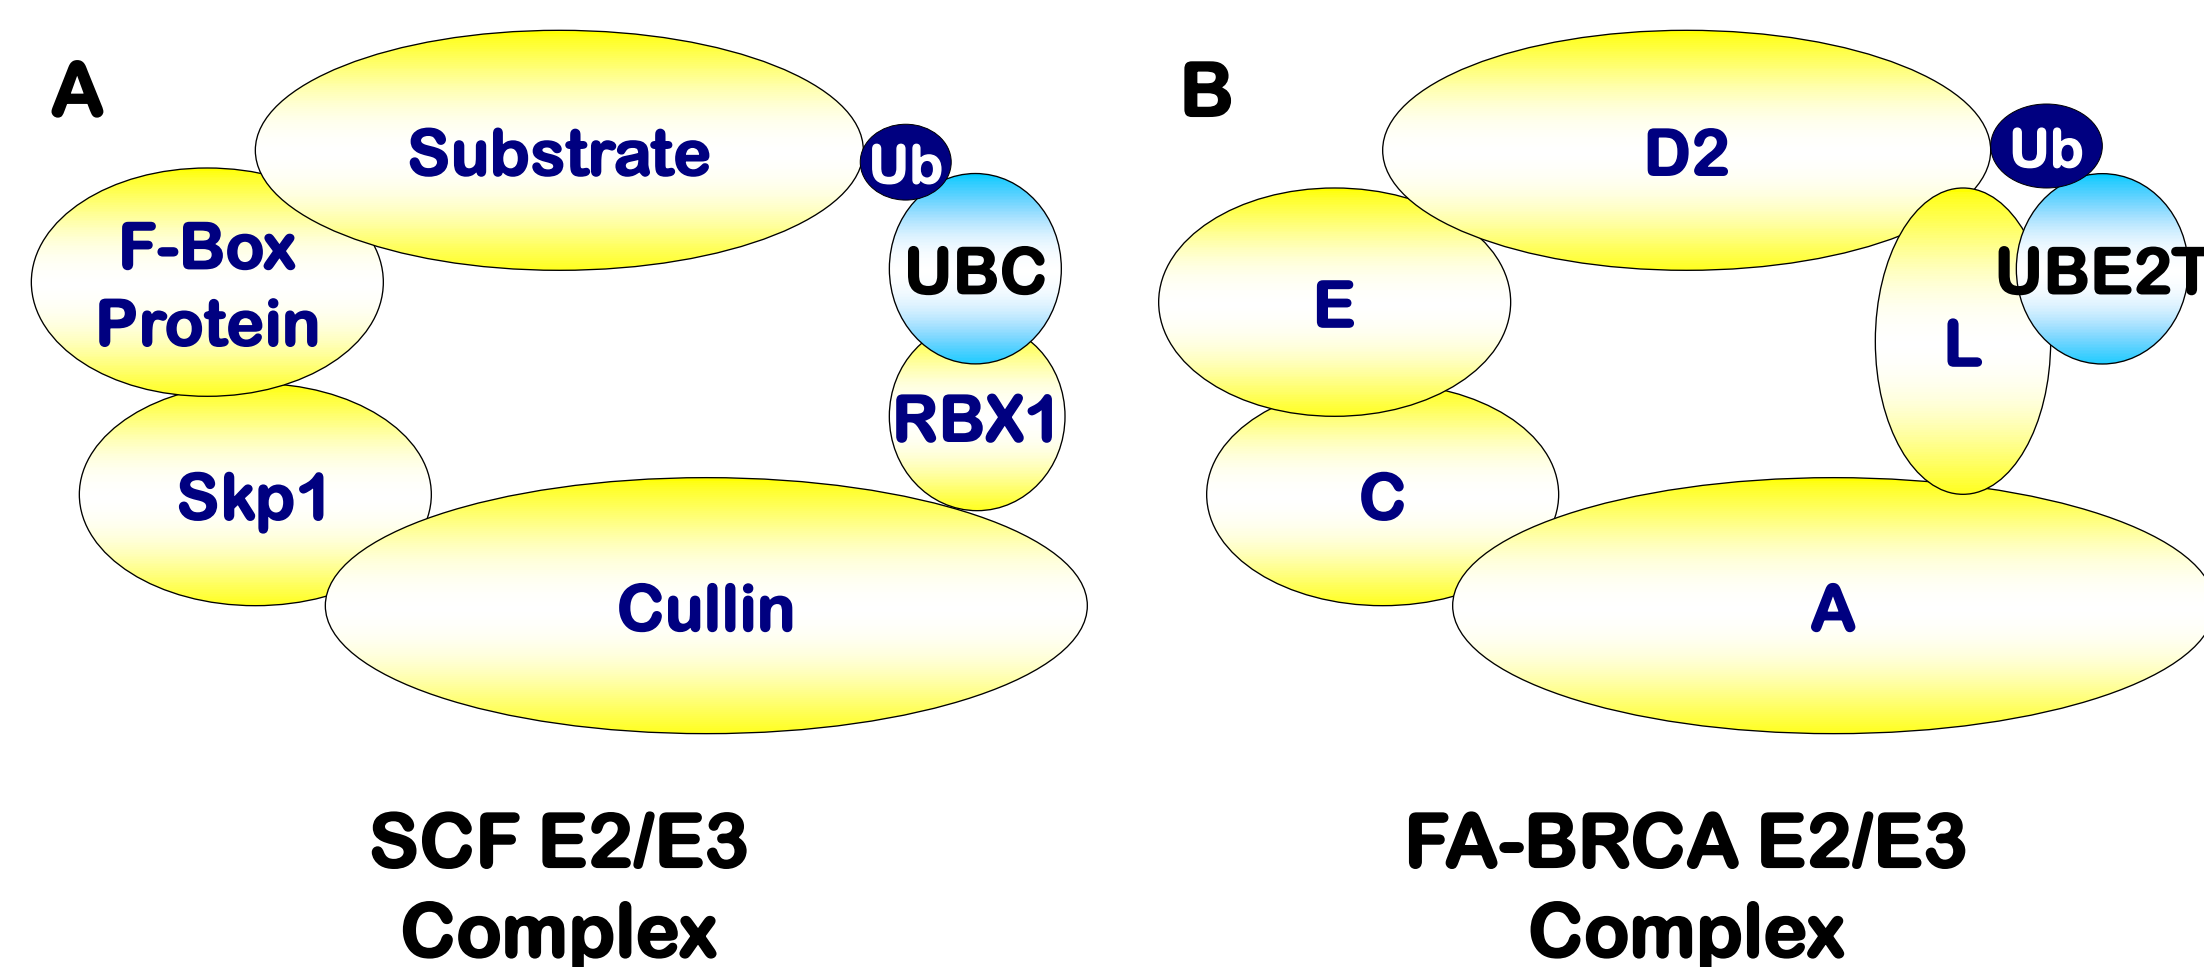 A
Substrate
Ub
F-Box
Protein
UBC
RBX1
Skp1
Cullin
SCF E2/E3
Complex
B
D2
Ub
E
UBE2T
L
C
A
FA-BRCA E2/E3
Complex